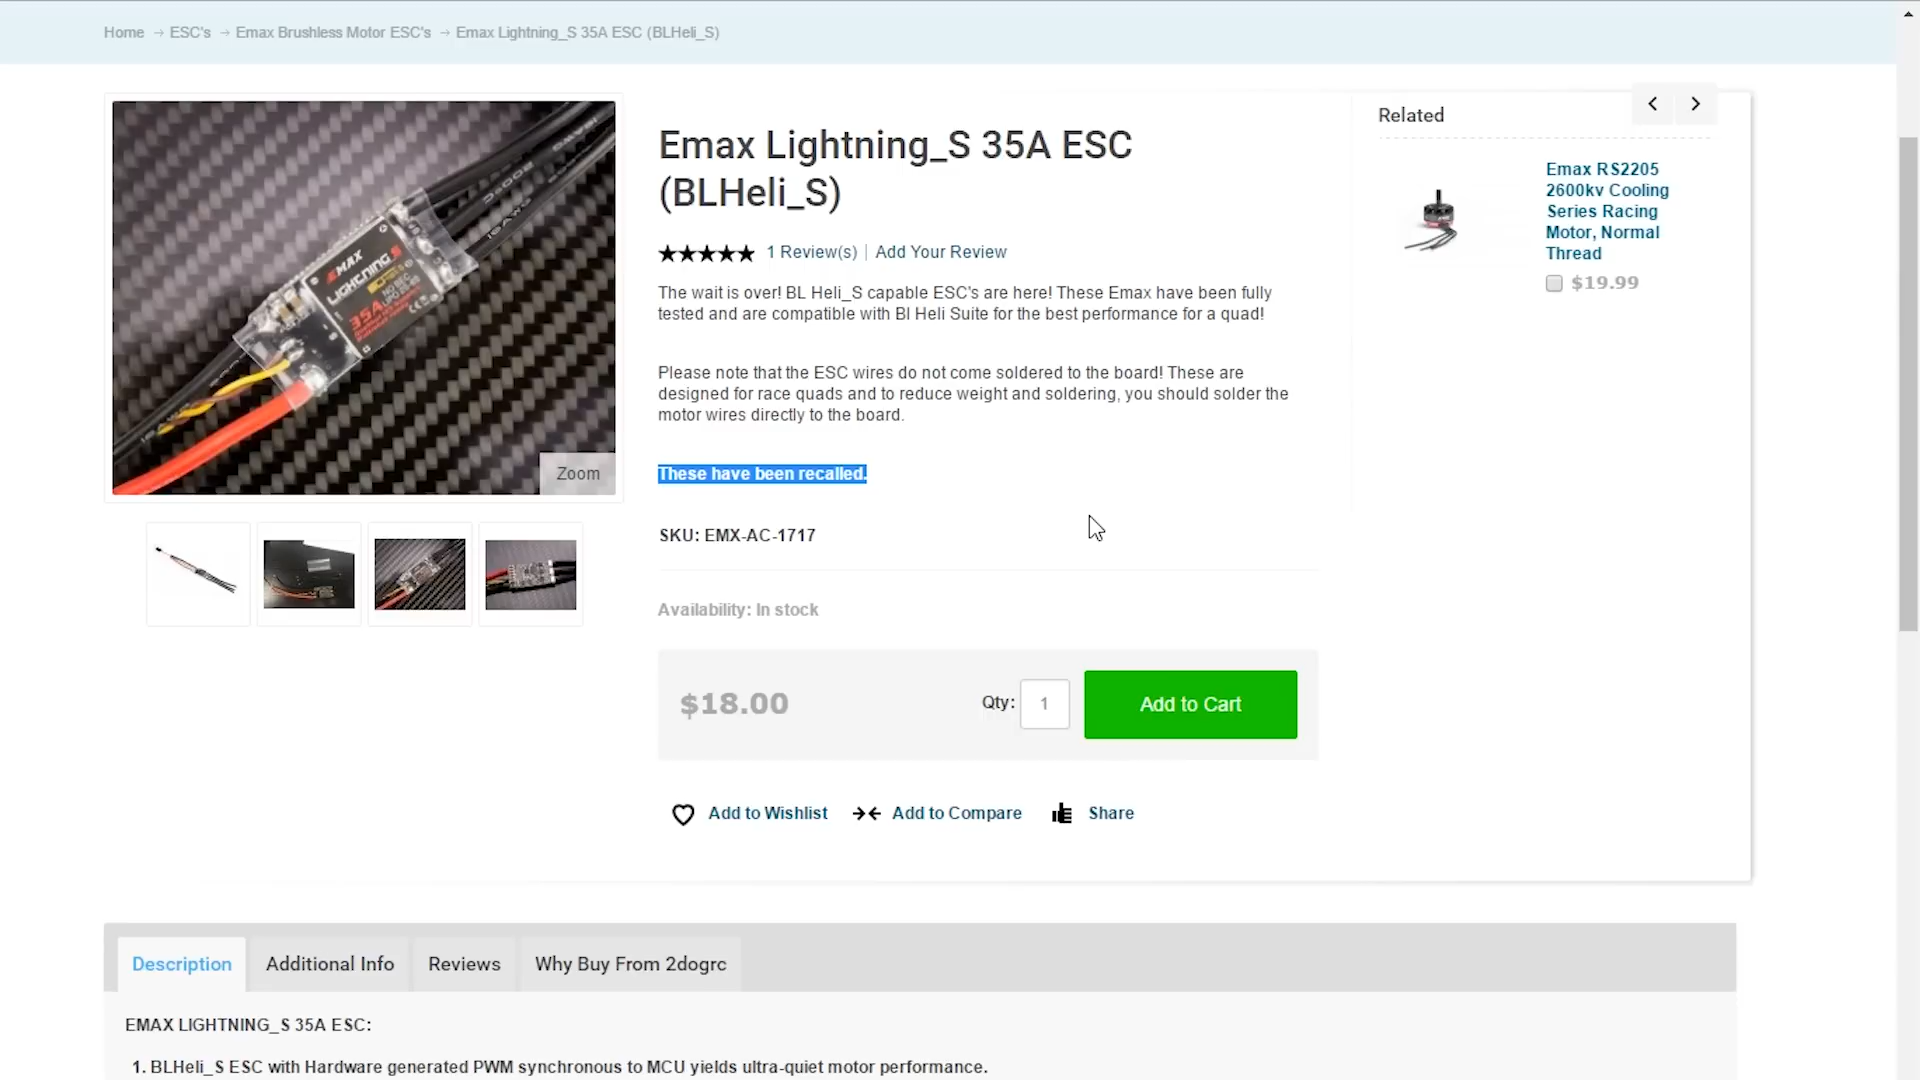 Home → ESC's → Emax Brushless Motor ESC's → Emax Lightning_S 35A ESC (BLHeli_S)
EMAX
LIGHTNING S
35A
NO BEC
Zoom
Emax Lightning_S 35A ESC
(BLHeli_S)
1 Review(s) | Add Your Review
The wait is over! BL Heli_S capable ESC's are here! These Emax have been fully
tested and are compatible with Bl Heli Suite for the best performance for a quad!
Please note that the ESC wires do not come soldered to the board! These are
designed for race quads and to reduce weight and soldering, you should solder the
motor wires directly to the board.
These have been recalled.
SKU: EMX-AC-1717
Availability: In stock
$18.00
Qty: 1
Add to Cart
Add to Wishlist
Add to Compare
Share
Related
Emax RS2205
2600kv Cooling
Series Racing
Motor, Normal
Thread
$19.99
Description
Additional Info
Reviews
Why Buy From 2dogrc
EMAX LIGHTNING_S 35A ESC:
1. BLHeli_S ESC with Hardware generated PWM synchronous to MCU yields ultra-quiet motor performance.